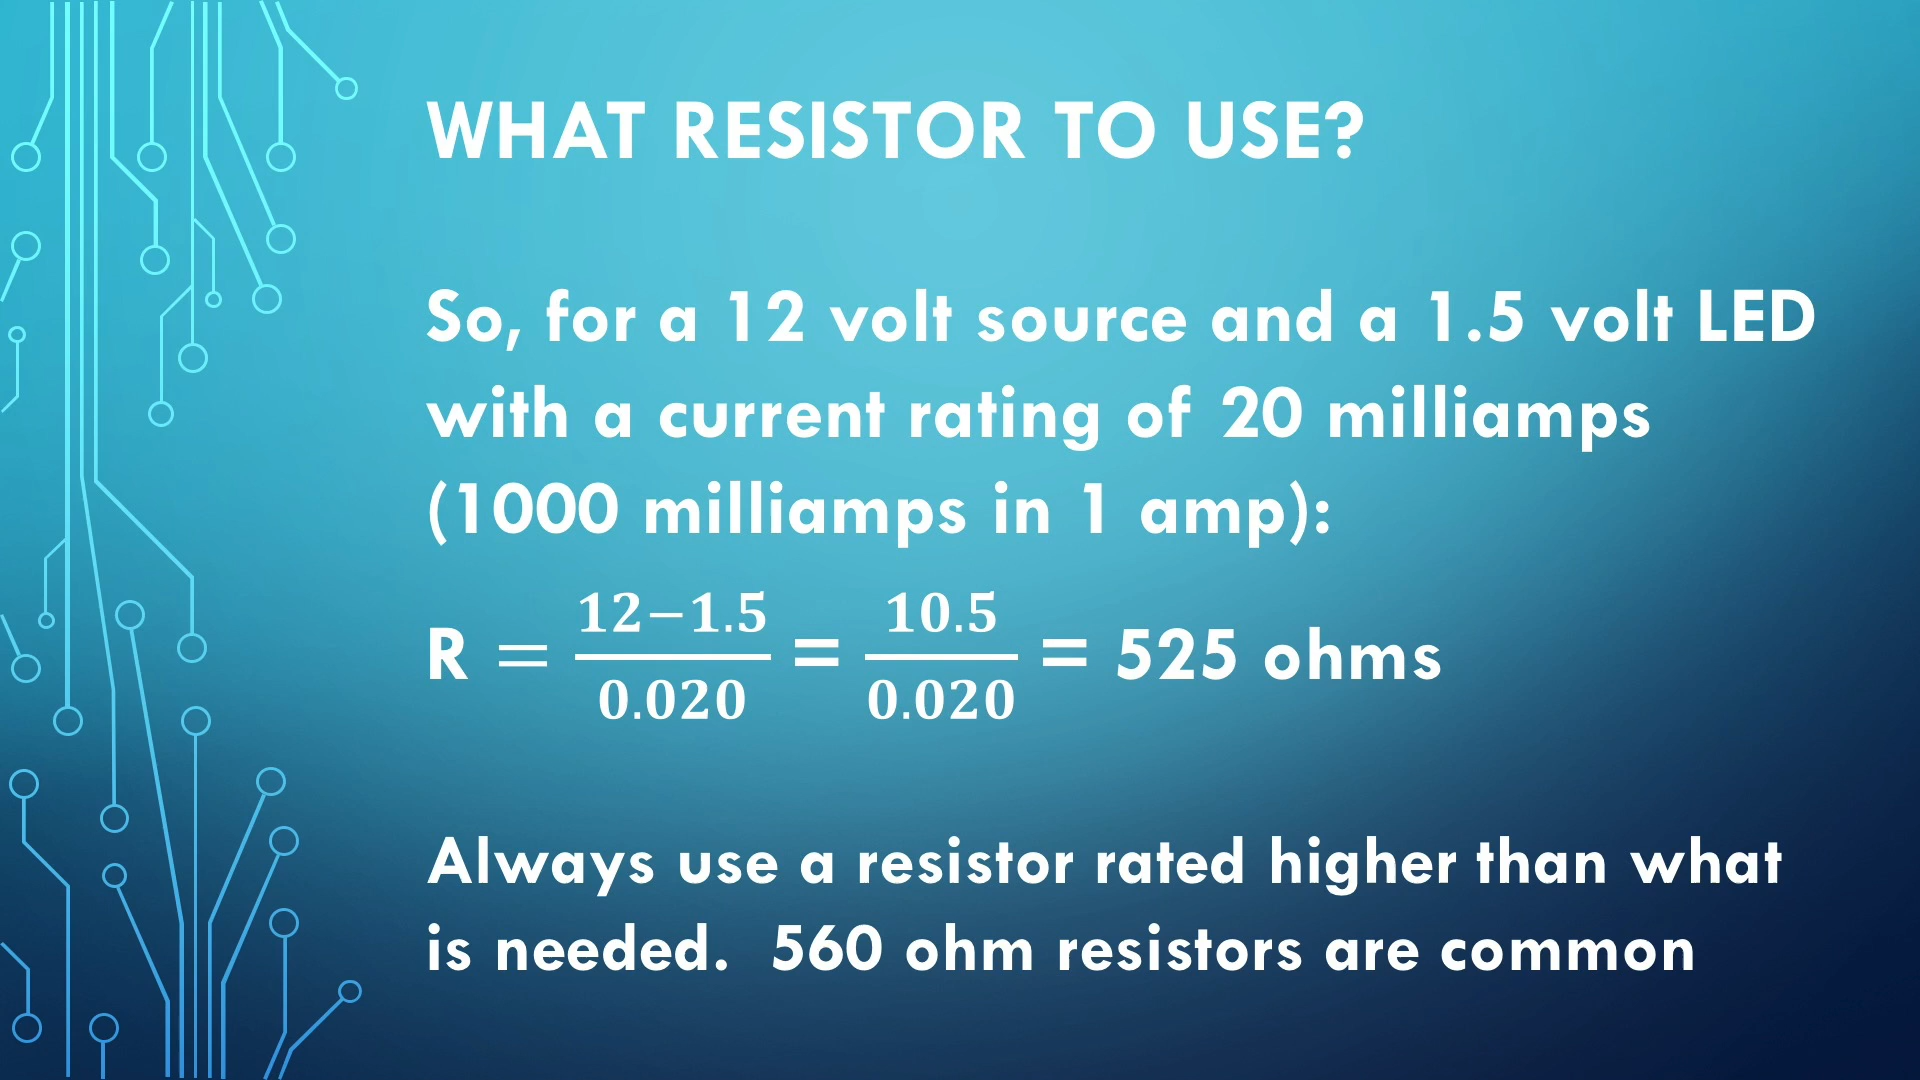 WHAT RESISTOR TO USE?
So, for a 12 volt source and a 1.5 volt LED
with a current rating of 20 milliamps
(1000 milliamps in 1 amp):
R = \frac{12−1.5}{0.020} = \frac{10.5}{0.020} = 525 ohms
Always use a resistor rated higher than what
is needed.  560 ohm resistors are common